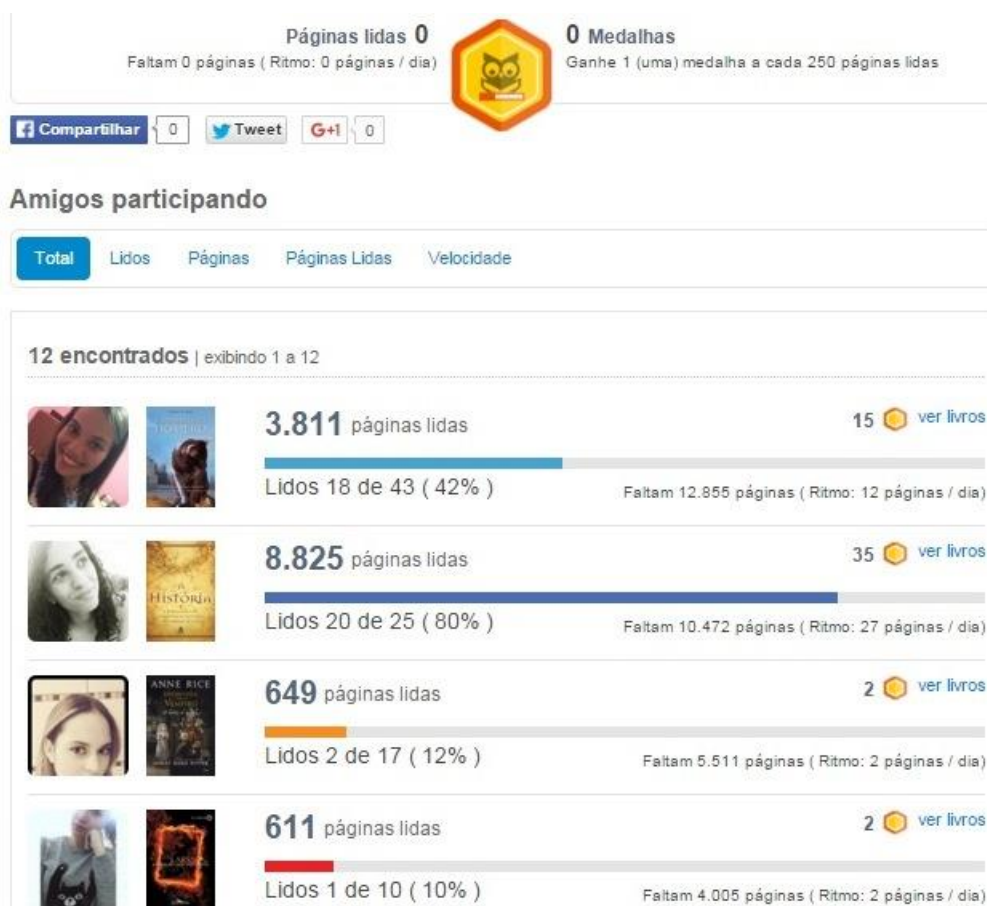 Páginas lidas 0
Faltam 0 páginas ( Ritmo: 0 páginas / dia)
0 Medalhas
Ganhe 1 (uma) medalha a cada 250 páginas lidas
Compartilhar 0 Tweet G+1 0
Amigos participando
Total Lidos Páginas Páginas Lidas Velocidade
12 encontrados | exibindo 1 a 12
3.811 páginas lidas 15 ver livros
Lidos 18 de 43 ( 42% ) Faltam 12.855 páginas ( Ritmo: 12 páginas / dia)
HISTÓRIA
8.825 páginas lidas 35 ver livros
Lidos 20 de 25 ( 80% ) Faltam 10.472 páginas ( Ritmo: 27 páginas / dia)
ANNE RICE
VAMPIRO
649 páginas lidas 2 ver livros
Lidos 2 de 17 ( 12% ) Faltam 5.511 páginas ( Ritmo: 2 páginas / dia)
611 páginas lidas 2 ver livros
Lidos 1 de 10 ( 10% ) Faltam 4.005 páginas ( Ritmo: 2 páginas / dia)